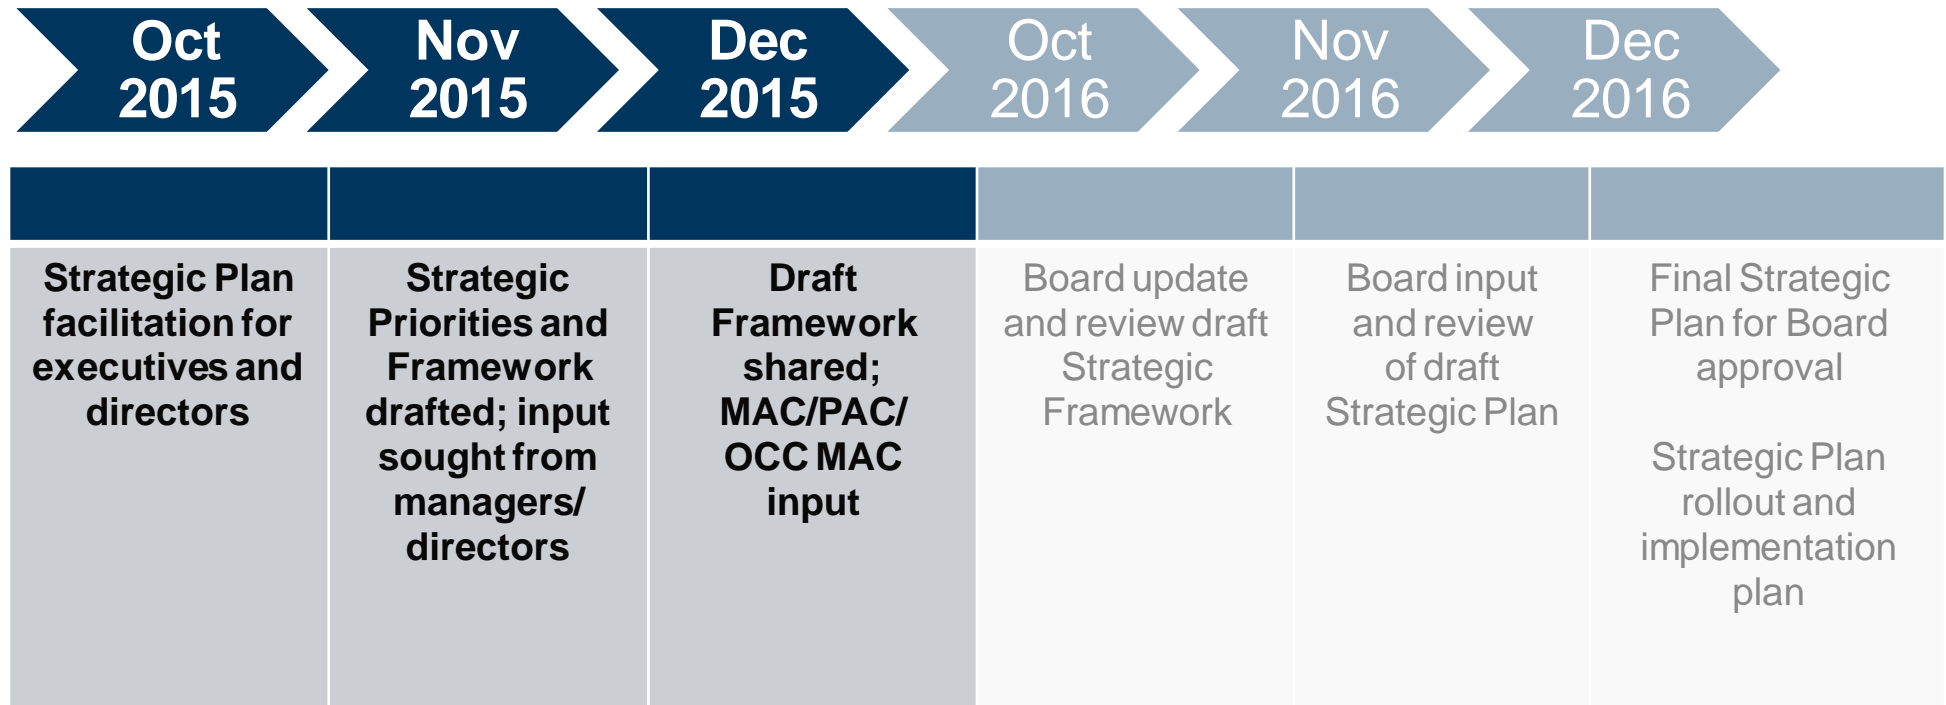 Oct
2015
Nov
2015
Dec
2015
Oct
2016
Nov
2016
Dec
2016
Strategic Plan
facilitation for
executives and
directors
Strategic
Priorities and
Framework
drafted; input
sought from
managers/
directors
Draft
Framework
shared;
MAC/PAC/
OCC MAC
input
Board update
and review draft
Strategic
Framework
Board input
and review
of draft
Strategic Plan
Final Strategic
Plan for Board
approval
Strategic Plan
rollout and
implementation
plan